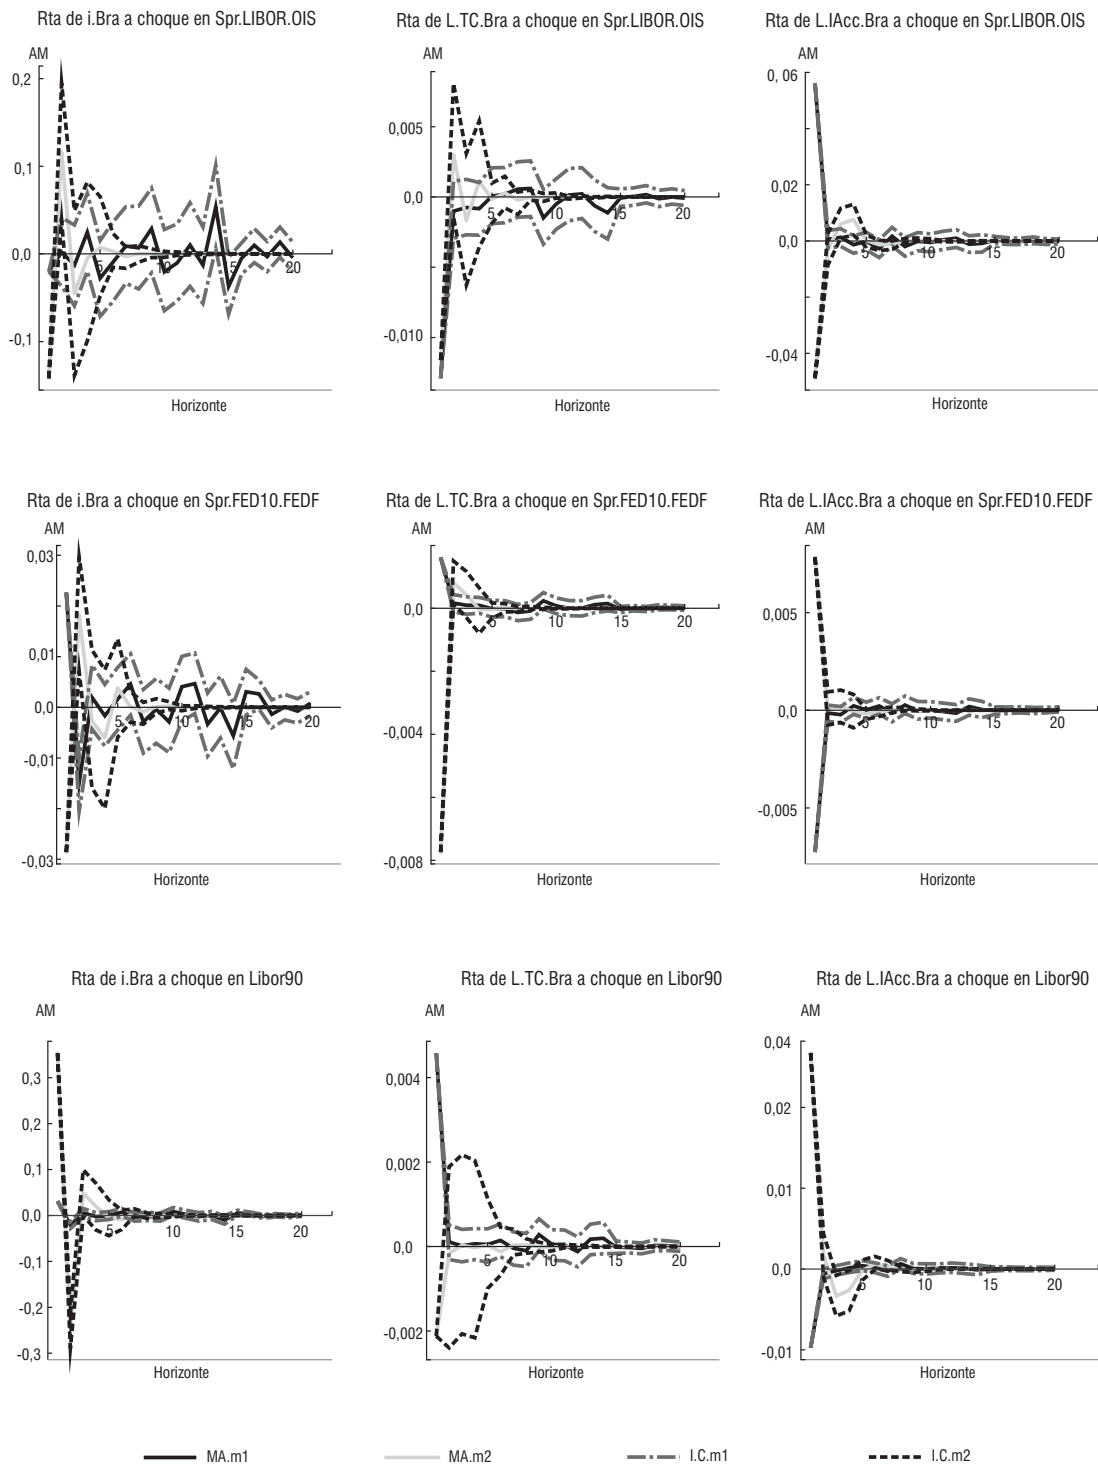 Rta de i.Bra a choque en Spr.LIBOR.OIS
AM
0,2
0,1
0,0
-0,1
5
10
15
20
Horizonte
Rta de L.TC.Bra a choque en Spr.LIBOR.OIS
AM
0,005
0,0
-0,010
5
10
15
20
Horizonte
Rta de L.IAcc.Bra a choque en Spr.LIBOR.OIS
AM
0, 06
0,02
0,0
-0,04
5
10
15
20
Horizonte
Rta de i.Bra a choque en Spr.FED10.FEDF
AM
0,03
0,01
0,0
-0,01
-0,03
5
10
15
20
Horizonte
Rta de L.TC.Bra a choque en Spr.FED10.FEDF
AM
0,0
-0,004
-0,008
5
10
15
20
Horizonte
Rta de L.IAcc.Bra a choque en Spr.FED10.FEDF
AM
0,005
0,0
-0,005
5
10
15
20
Horizonte
Rta de i.Bra a choque en Libor90
AM
0,3
0,2
0,1
0,0
-0,1
-0,2
-0,3
5
10
15
20
Horizonte
Rta de L.TC.Bra a choque en Libor90
AM
0,004
0,002
0,0
-0,002
5
10
15
20
Horizonte
Rta de L.IAcc.Bra a choque en Libor90
AM
0,04
0,02
0,01
0,0
-0,01
5
10
15
20
Horizonte
MA.m1
MA.m2
I.C.m1
I.C.m2